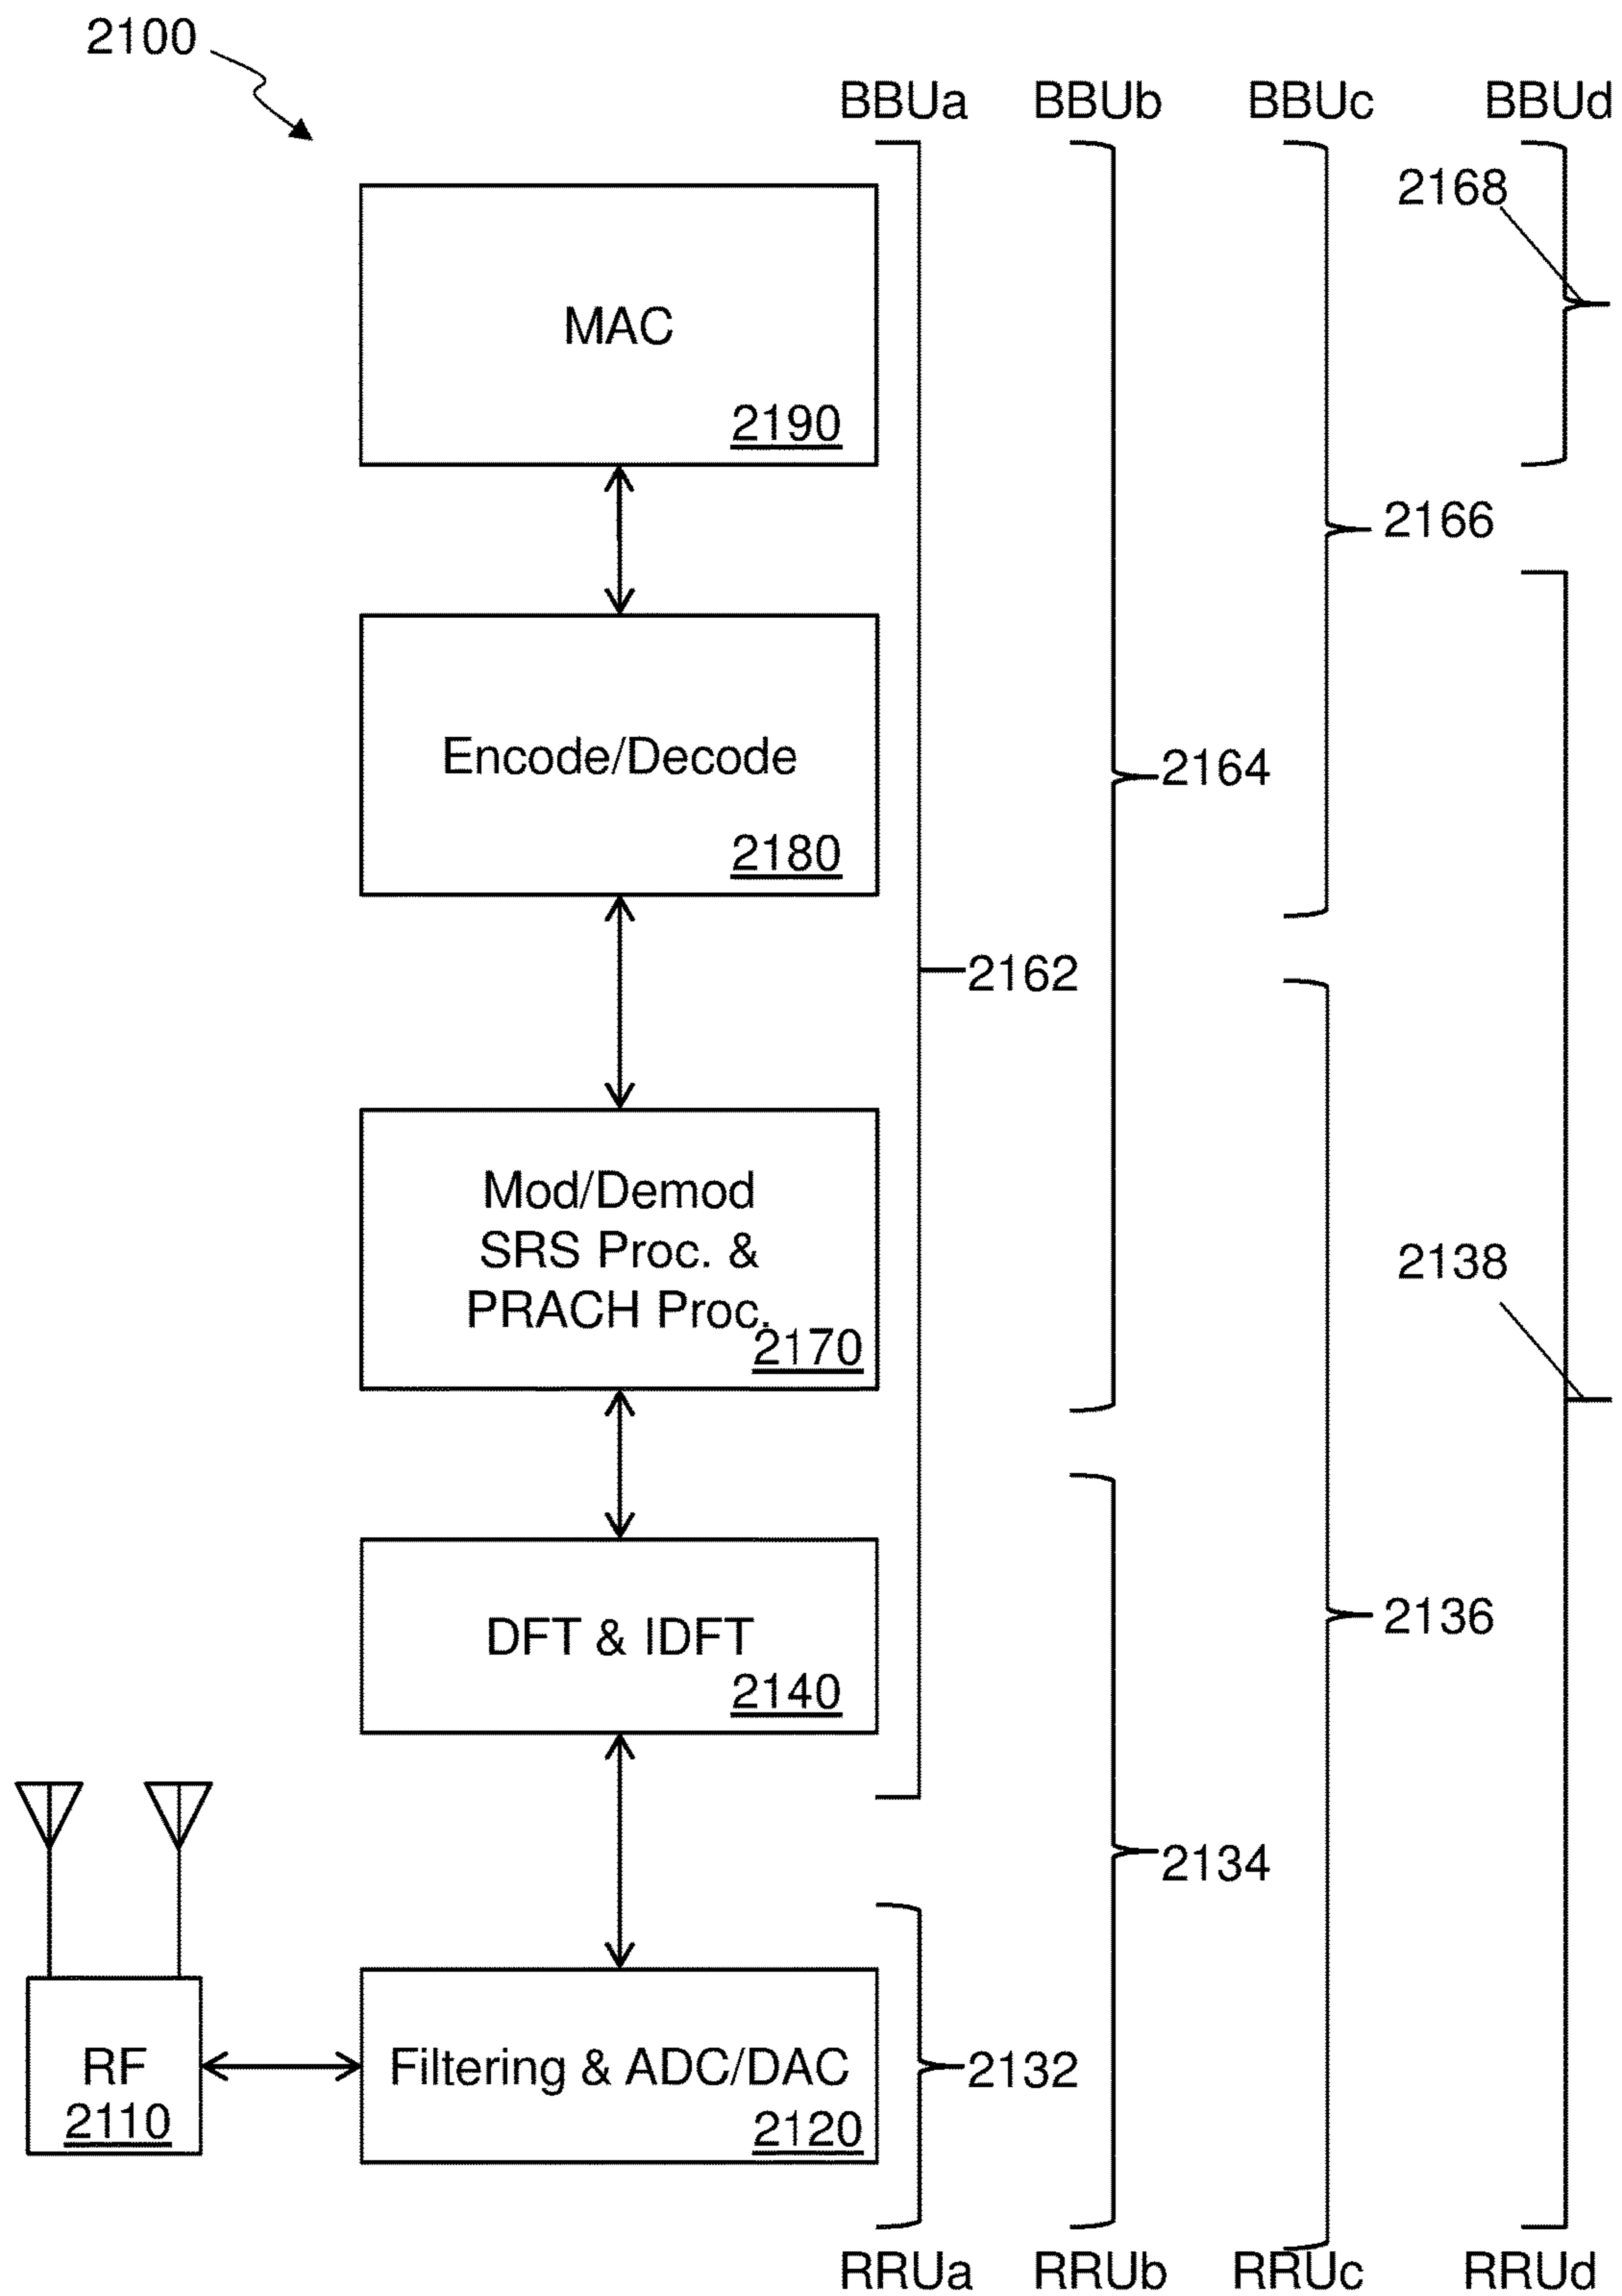 2100
BBUa
BBUb
BBUc
BBUd
2168
MAC
2190
2166
Encode/Decode
2180
2164
2162
Mod/Demod
SRS Proc. &
PRACH Proc.
2170
2138
DFT & IDFT
2140
2136
2134
RF
2110
Filtering & ADC/DAC
2120
2132
RRUa
RRUb
RRUc
RRUd